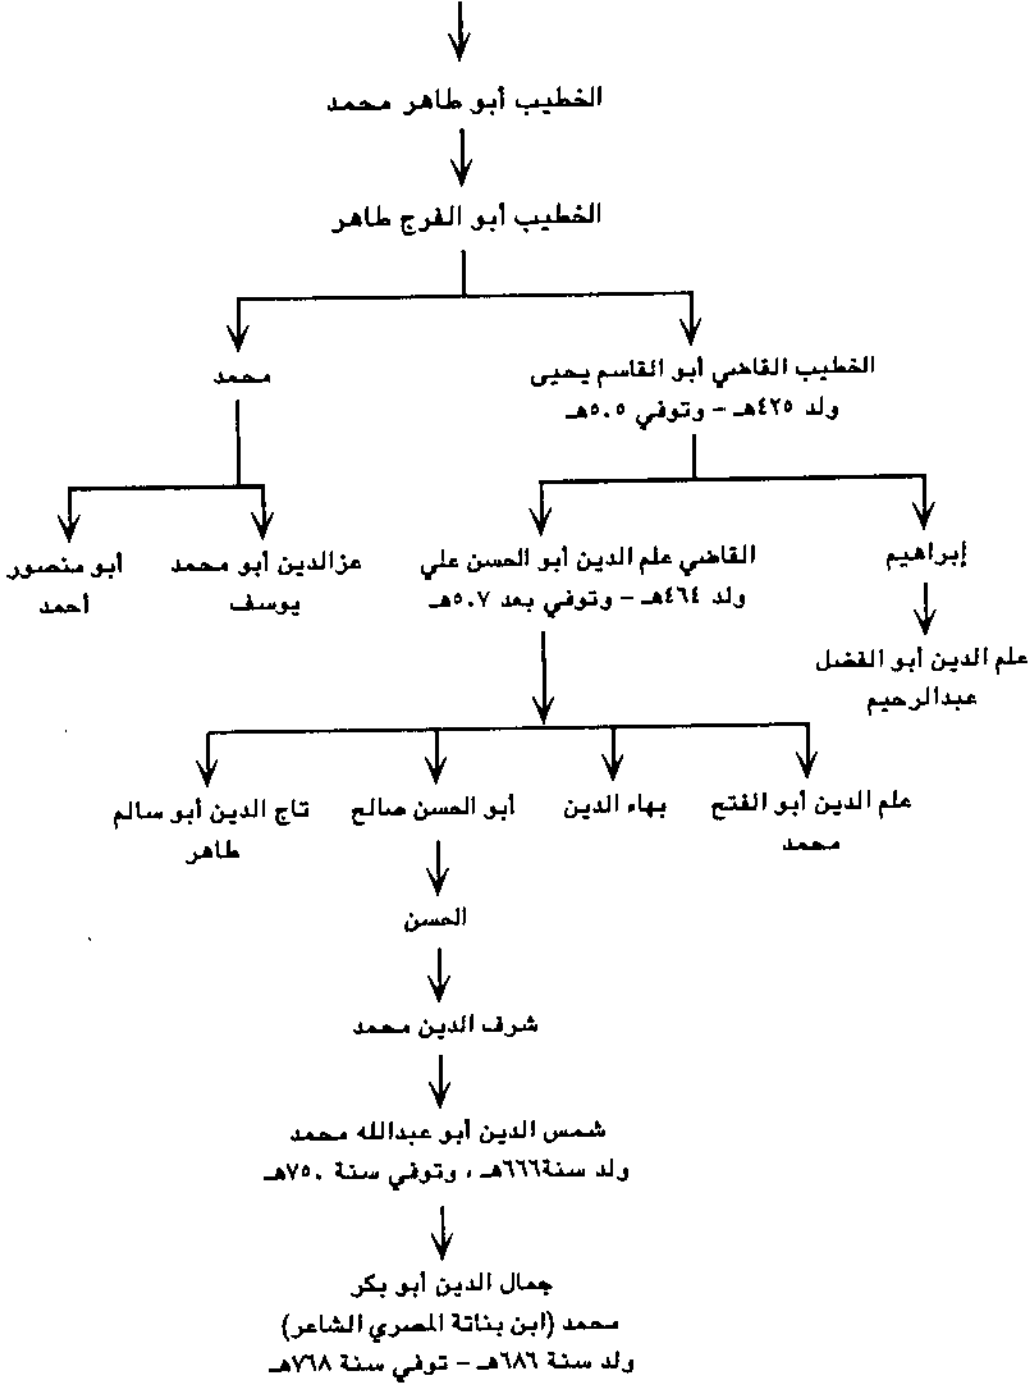 الخطيب أبو طاهر محمد
الخطيب أبو الفرج طاهر
الخطيب القاضي أبو القاسم يحيى
ولد ٤٢٥هـ – وتوفي ٥٠٥هـ
محمد
إبراهيم
القاضي علم الدين أبو الحسن علي
ولد ٤٦٤هـ – وتوفي بعد ٥٠٧هـ
عزالدين أبو محمد
يوسف
أبو منصور
أحمد
علم الدين أبو الفضل
عبدالرحيم
علم الدين أبو الفتح
محمد
بهاء الدين
أبو الحسن صالح
تاج الدين أبو سالم
طاهر
الحسن
شرف الدين محمد
شمس الدين أبو عبدالله محمد
ولد سنة٦٦٦هـ ، وتوفي سنة ٧٥٠هـ
جمال الدين أبو بكر
محمد (ابن بناتة المصري الشاعر)
ولد سنة ٦٨٦هـ – توفي سنة ٧٦٨هـ